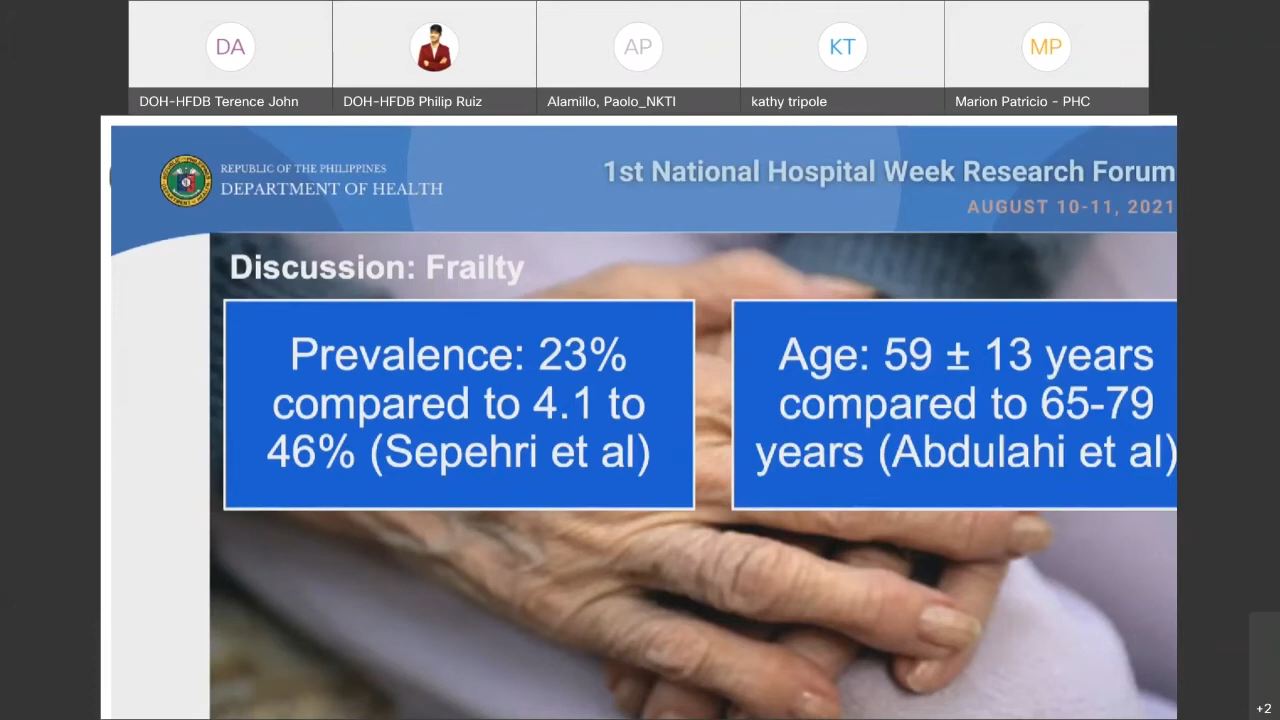 DA
AP
KT
MP
DOH-HFDB Terence John
DOH-HFDB Philip Ruiz
Alamillo, Paolo_NKTI
kathy tripole
Marion Patricio - PHC
REPUBLIC OF THE PHILIPPINES
DEPARTMENT OF HEALTH
1st National Hospital Week Research Forum
AUGUST 10-11, 2021
Discussion: Frailty
Prevalence: 23%
compared to 4.1 to
46% (Sepehri et al)
Age: 59 ± 13 years
compared to 65-79
years (Abdulahi et al)
+2